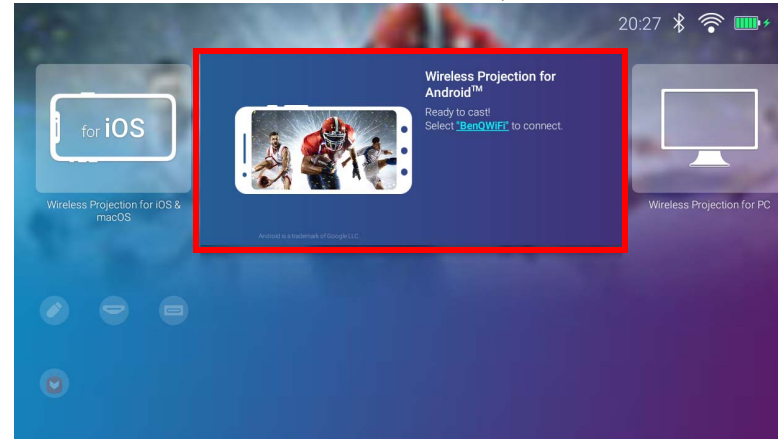 20:27
for iOS
Wireless Projection for
Android™
Ready to cast!
Select "BenQWiFi" to connect.
Android is a trademark of Google LLC
Wireless Projection for iOS &
macOS
Wireless Projection for PC